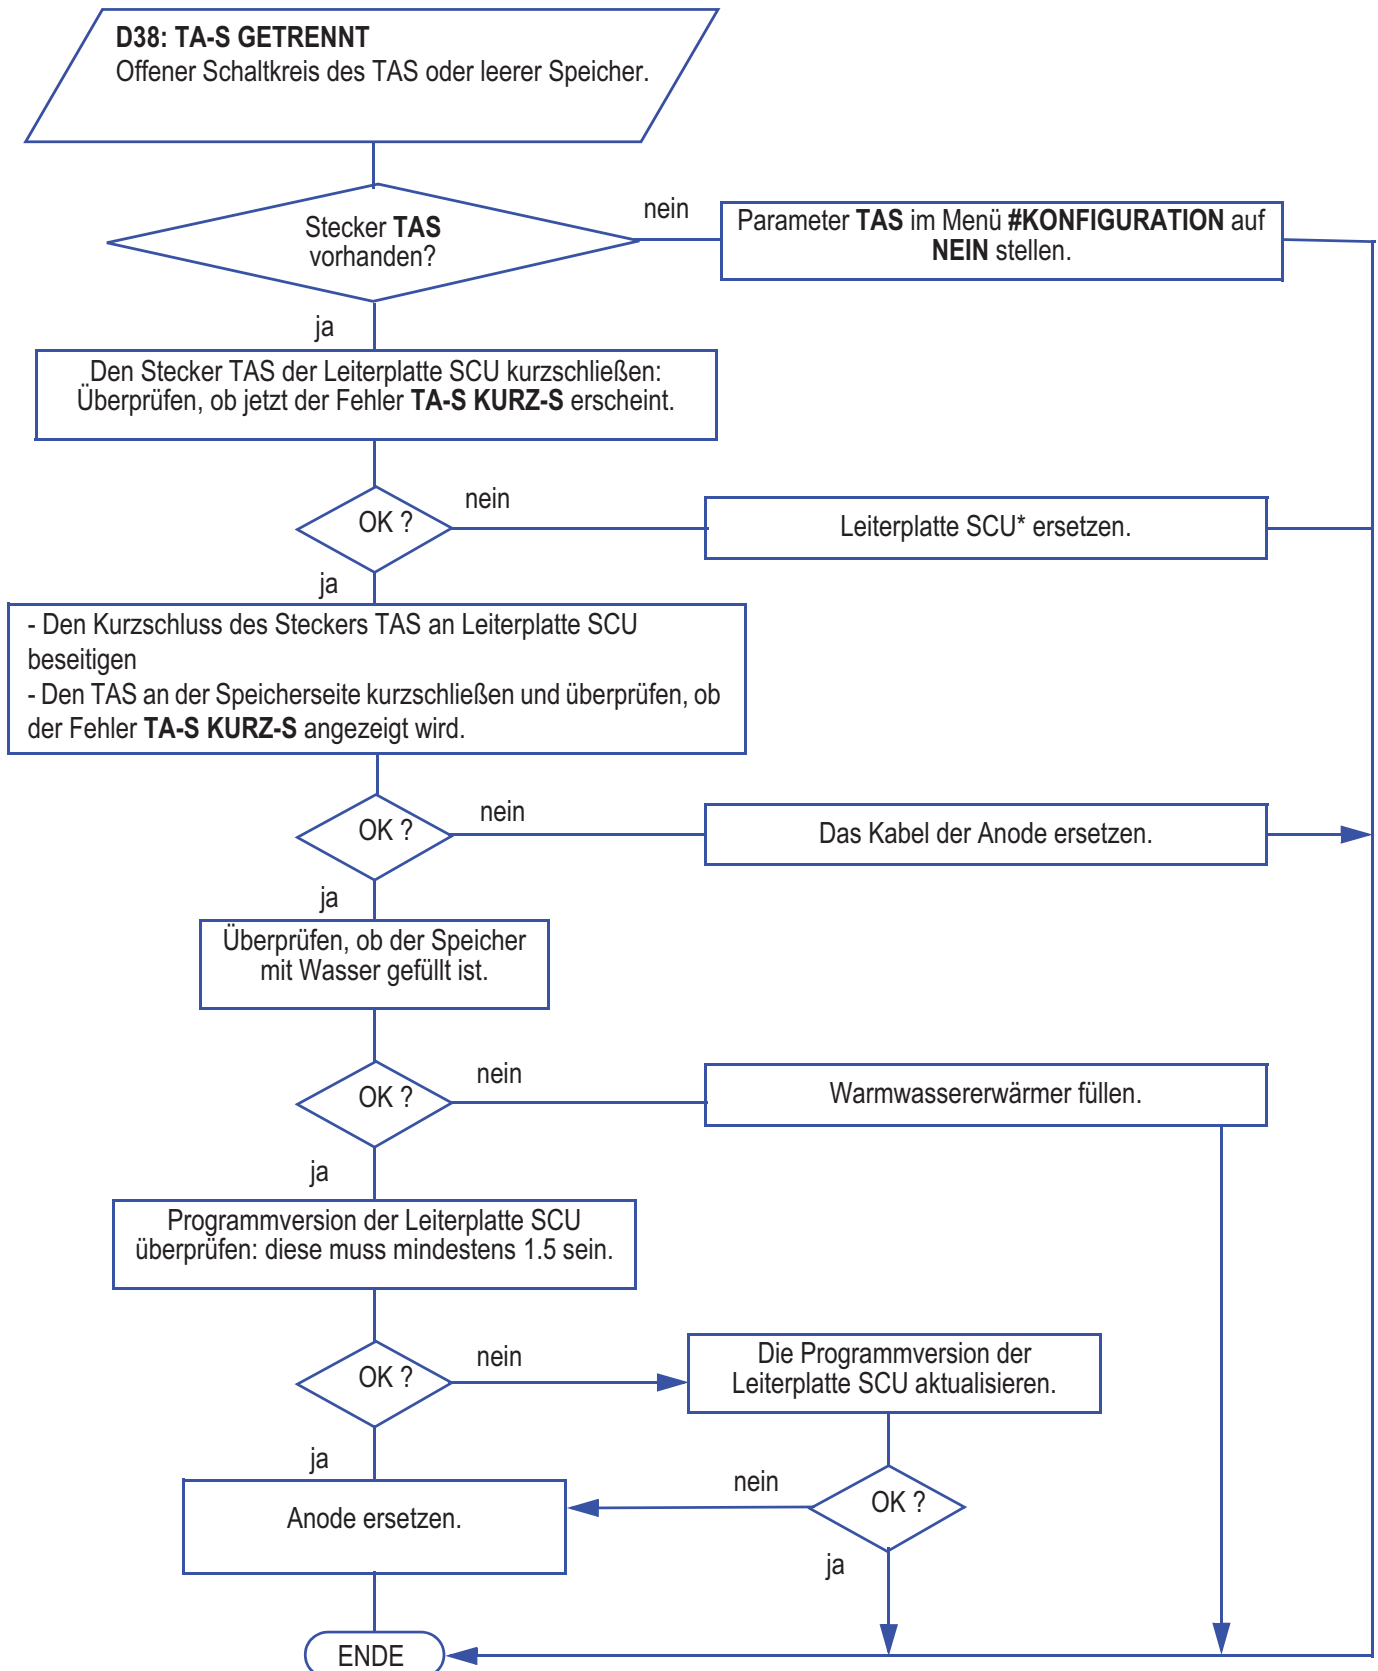 D38: TA-S GETRENNT
Offener Schaltkreis des TAS oder leerer Speicher.
Stecker TAS
vorhanden?
nein
Parameter TAS im Menü #KONFIGURATION auf
NEIN stellen.
ja
Den Stecker TAS der Leiterplatte SCU kurzschließen:
Überprüfen, ob jetzt der Fehler TA-S KURZ-S erscheint.
OK ?
nein
Leiterplatte SCU* ersetzen.
ja
- Den Kurzschluss des Steckers TAS an Leiterplatte SCU
beseitigen
- Den TAS an der Speicherseite kurzschließen und überprüfen, ob
der Fehler TA-S KURZ-S angezeigt wird.
OK ?
nein
Das Kabel der Anode ersetzen.
ja
Überprüfen, ob der Speicher
mit Wasser gefüllt ist.
OK ?
nein
Warmwassererwärmer füllen.
ja
Programmversion der Leiterplatte SCU
überprüfen: diese muss mindestens 1.5 sein.
OK ?
nein
Die Programmversion der
Leiterplatte SCU aktualisieren.
ja
Anode ersetzen.
nein
OK ?
ja
ENDE